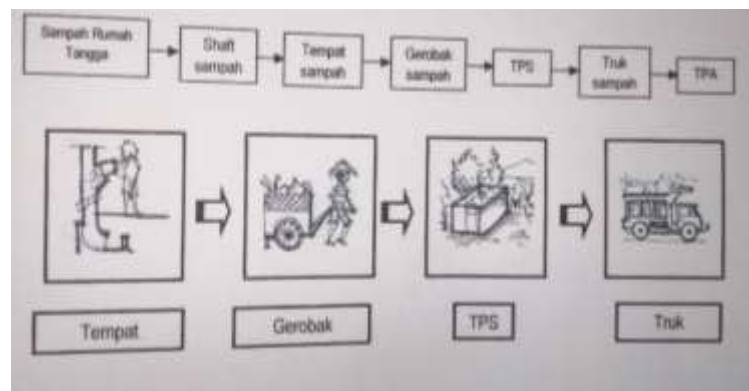 Sampah Rumah
Tangga
Shaft
sampah
Tempat
sampah
Gerobak
sampah
TPS
Truk
sampah
TPA
Tempat
Gerobak
TPS
Truk